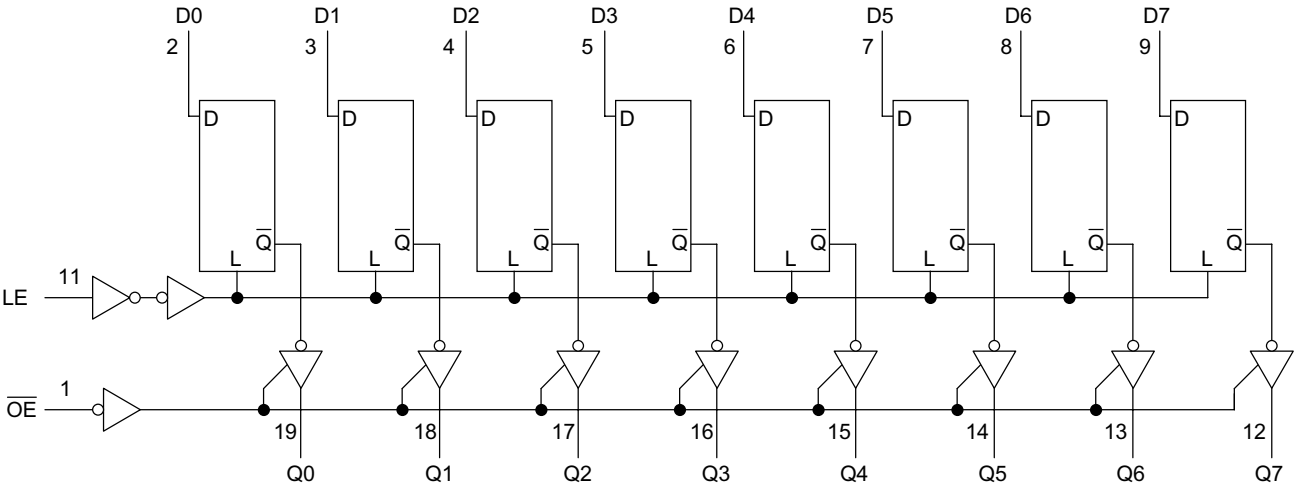 D0 D1 D2 D3 D4 D5 D6 D7
2 3 4 5 6 7 8 9
D D D D D D D D
Q̅ Q̅ Q̅ Q̅ Q̅ Q̅ Q̅ Q̅
L L L L L L L L
11
LE
1
O̅E̅
19 18 17 16 15 14 13 12
Q0 Q1 Q2 Q3 Q4 Q5 Q6 Q7